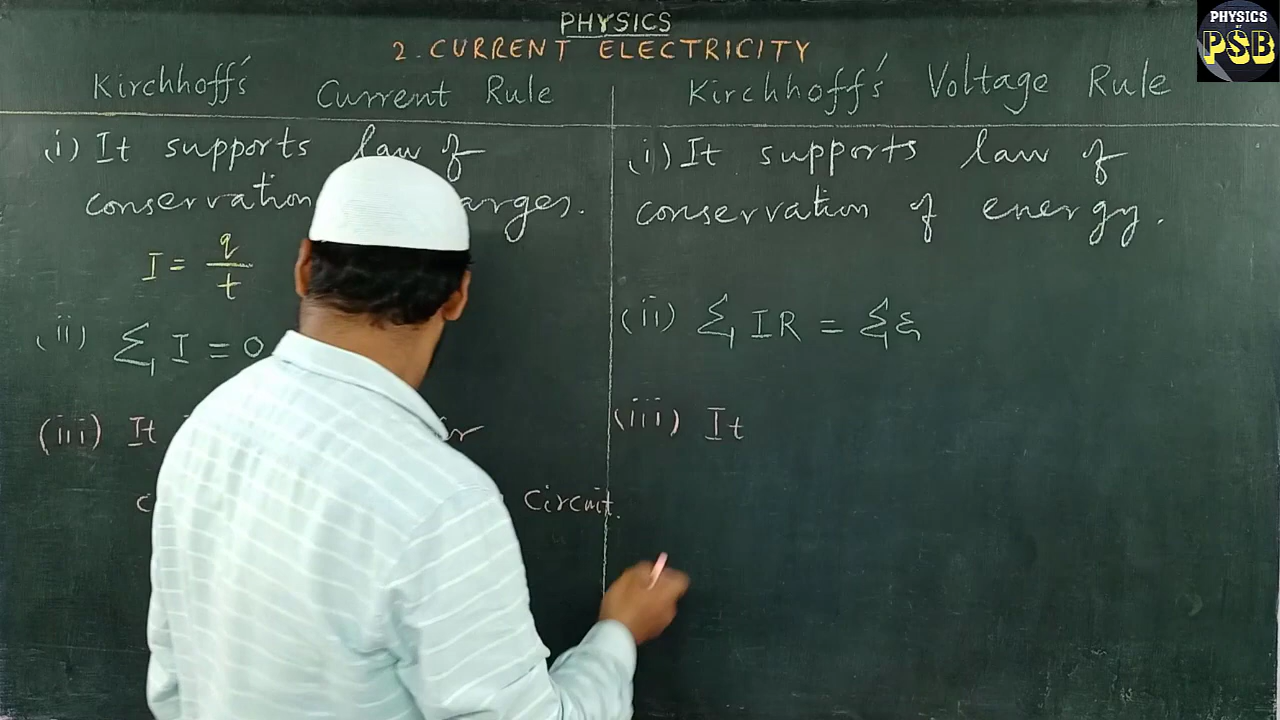 PHYSICS
PHYSICS
PSB
2. CURRENT ELECTRICITY
Kirchhoff's Current Rule
(i) It supports law of
conservation
I = q/t
(ii) ∑ I = 0
(iii) It
Circuit.
Kirchhoff's Voltage Rule
(i) It supports law of
conservation of energy.
(ii) ∑ IR = ∑ξ
(iii) It